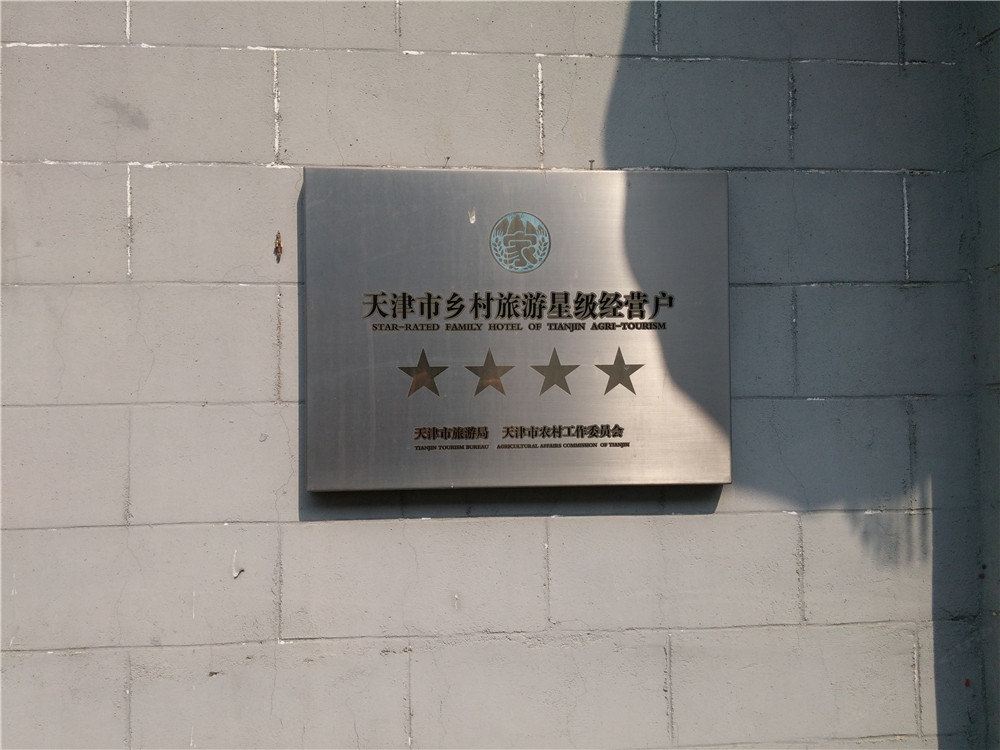 家
天津市乡村旅游星级经营户
STAR-RATED FAMILY HOTEL OF TIANJIN AGRI-TOURISM
天津市旅游局 天津市农村工作委员会
TIANJIN TOURISM BUREAU AGRICULTURAL AFFAIRS COMMISSION OF TIANJIN